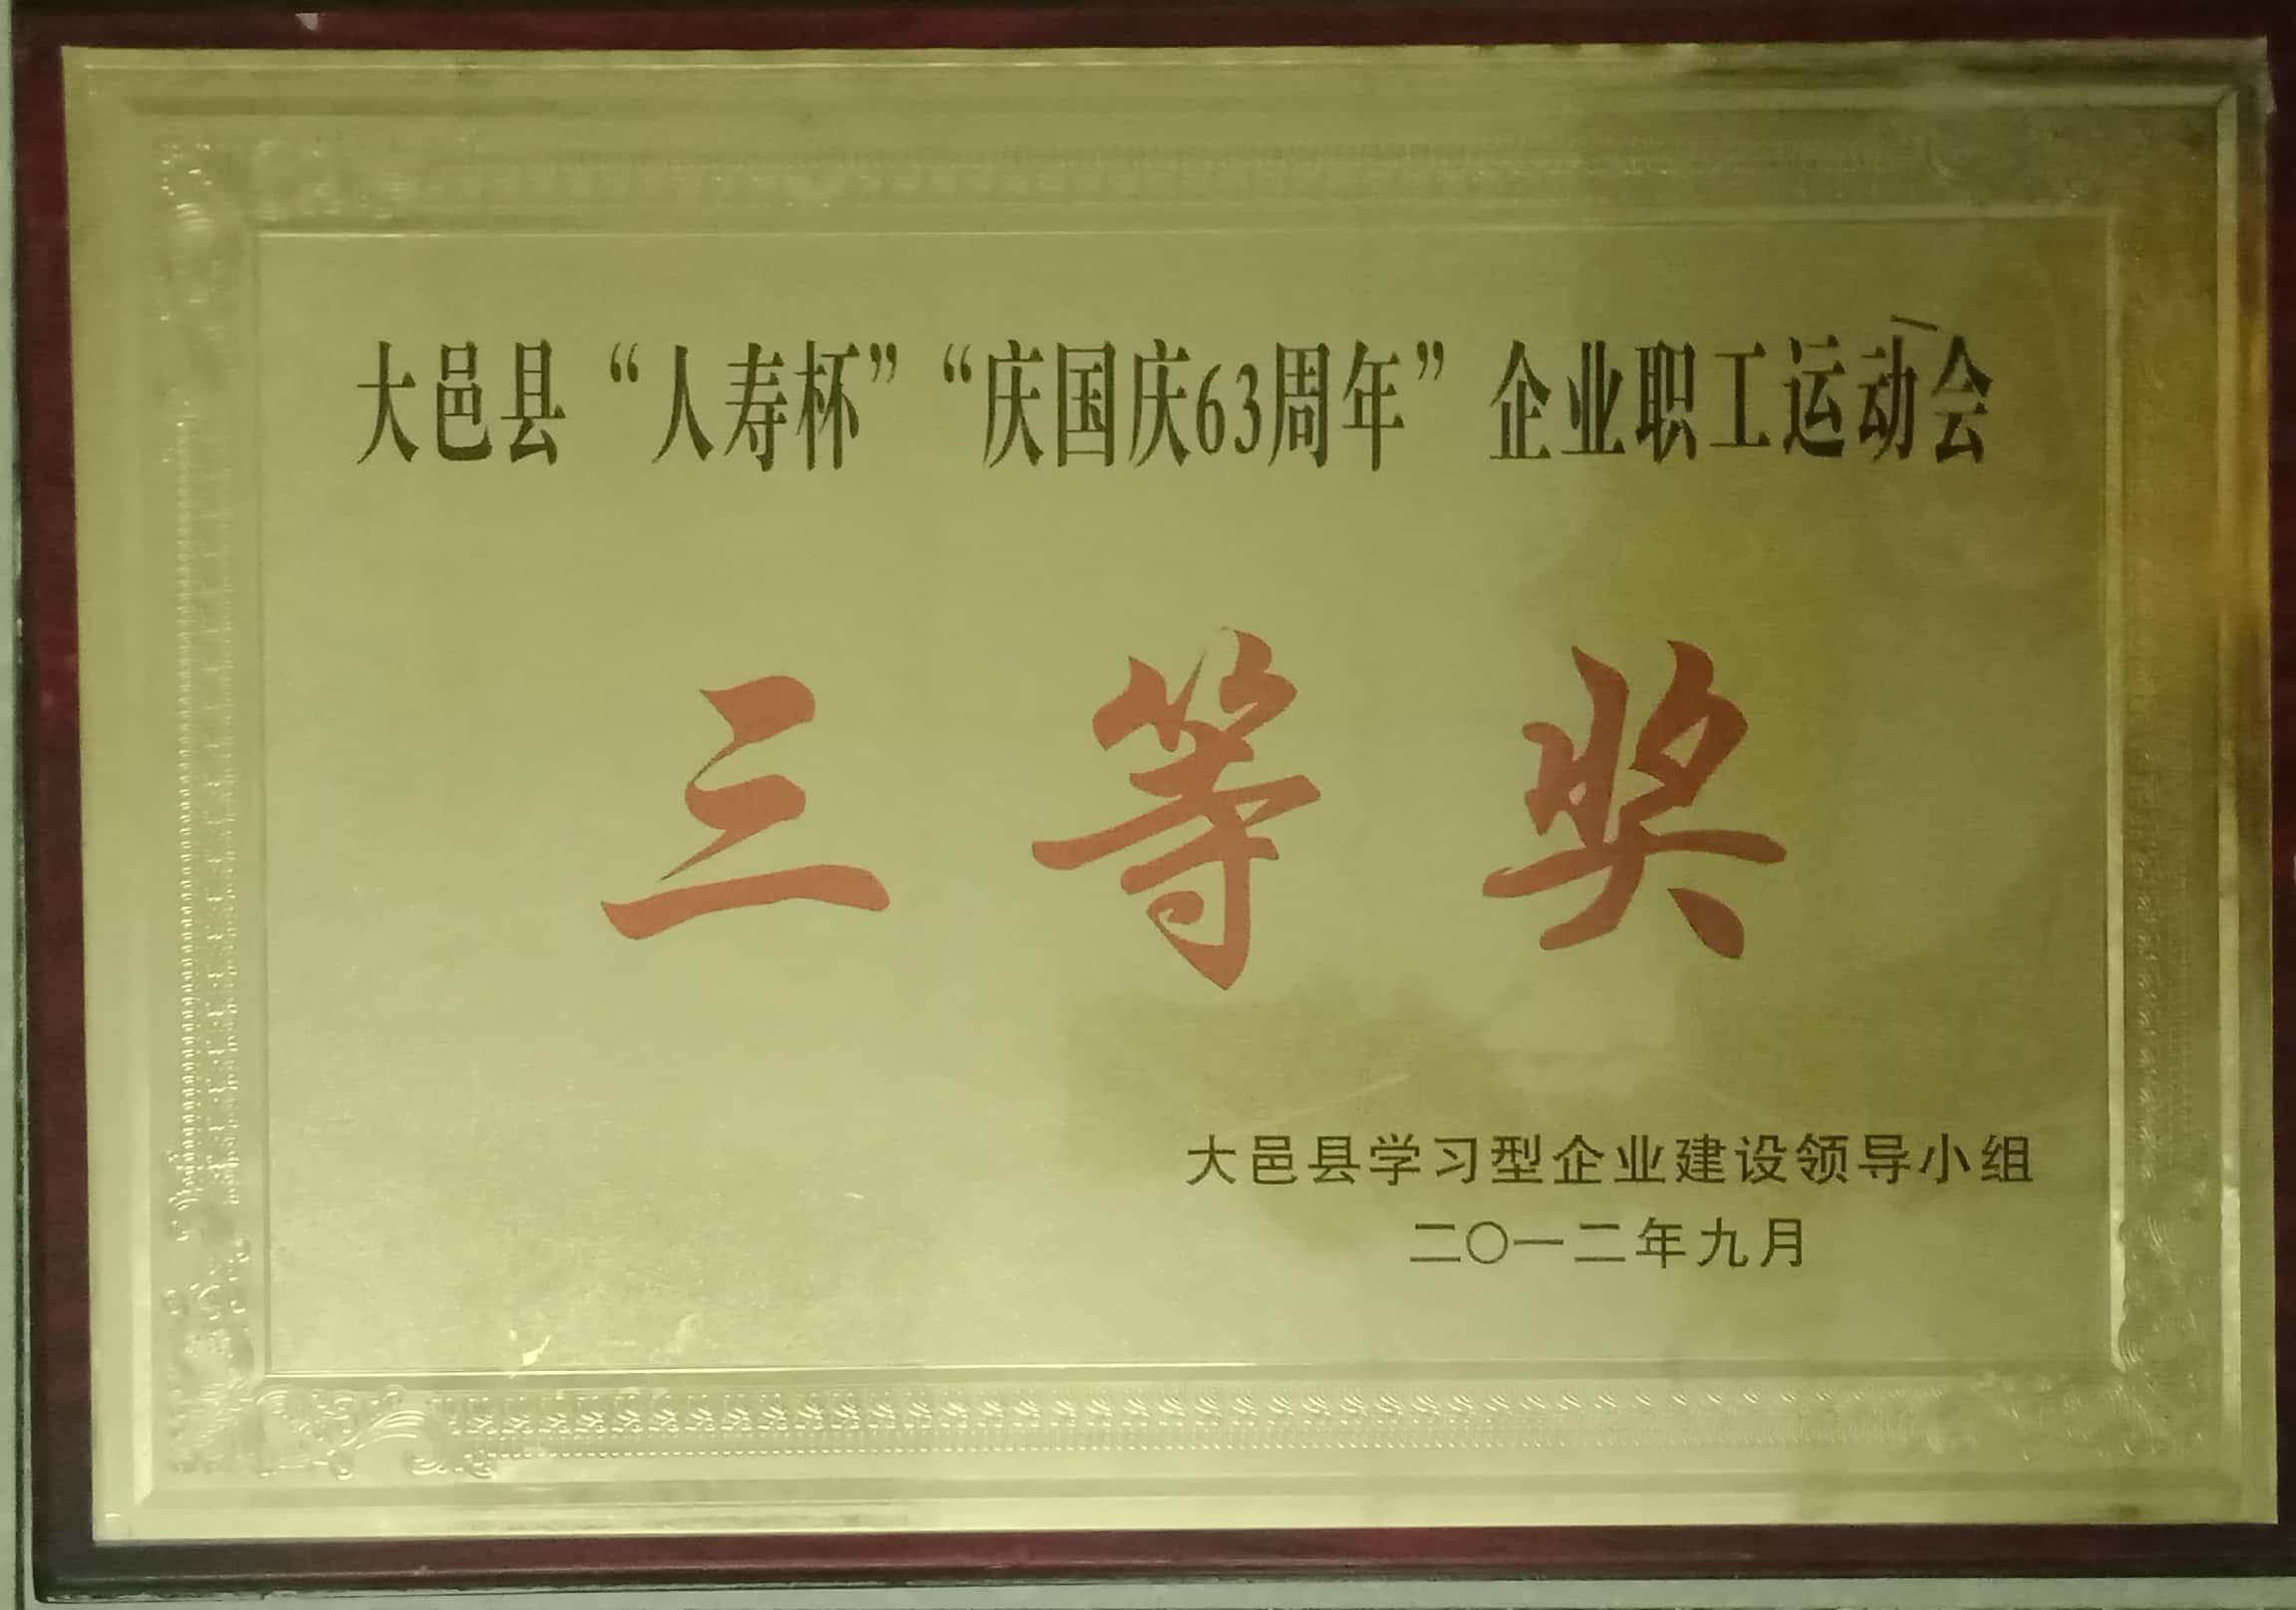 大邑县“人寿杯”“庆国庆63周年”企业职工运动会
三等奖
大邑县学习型企业建设领导小组
二〇一二年九月